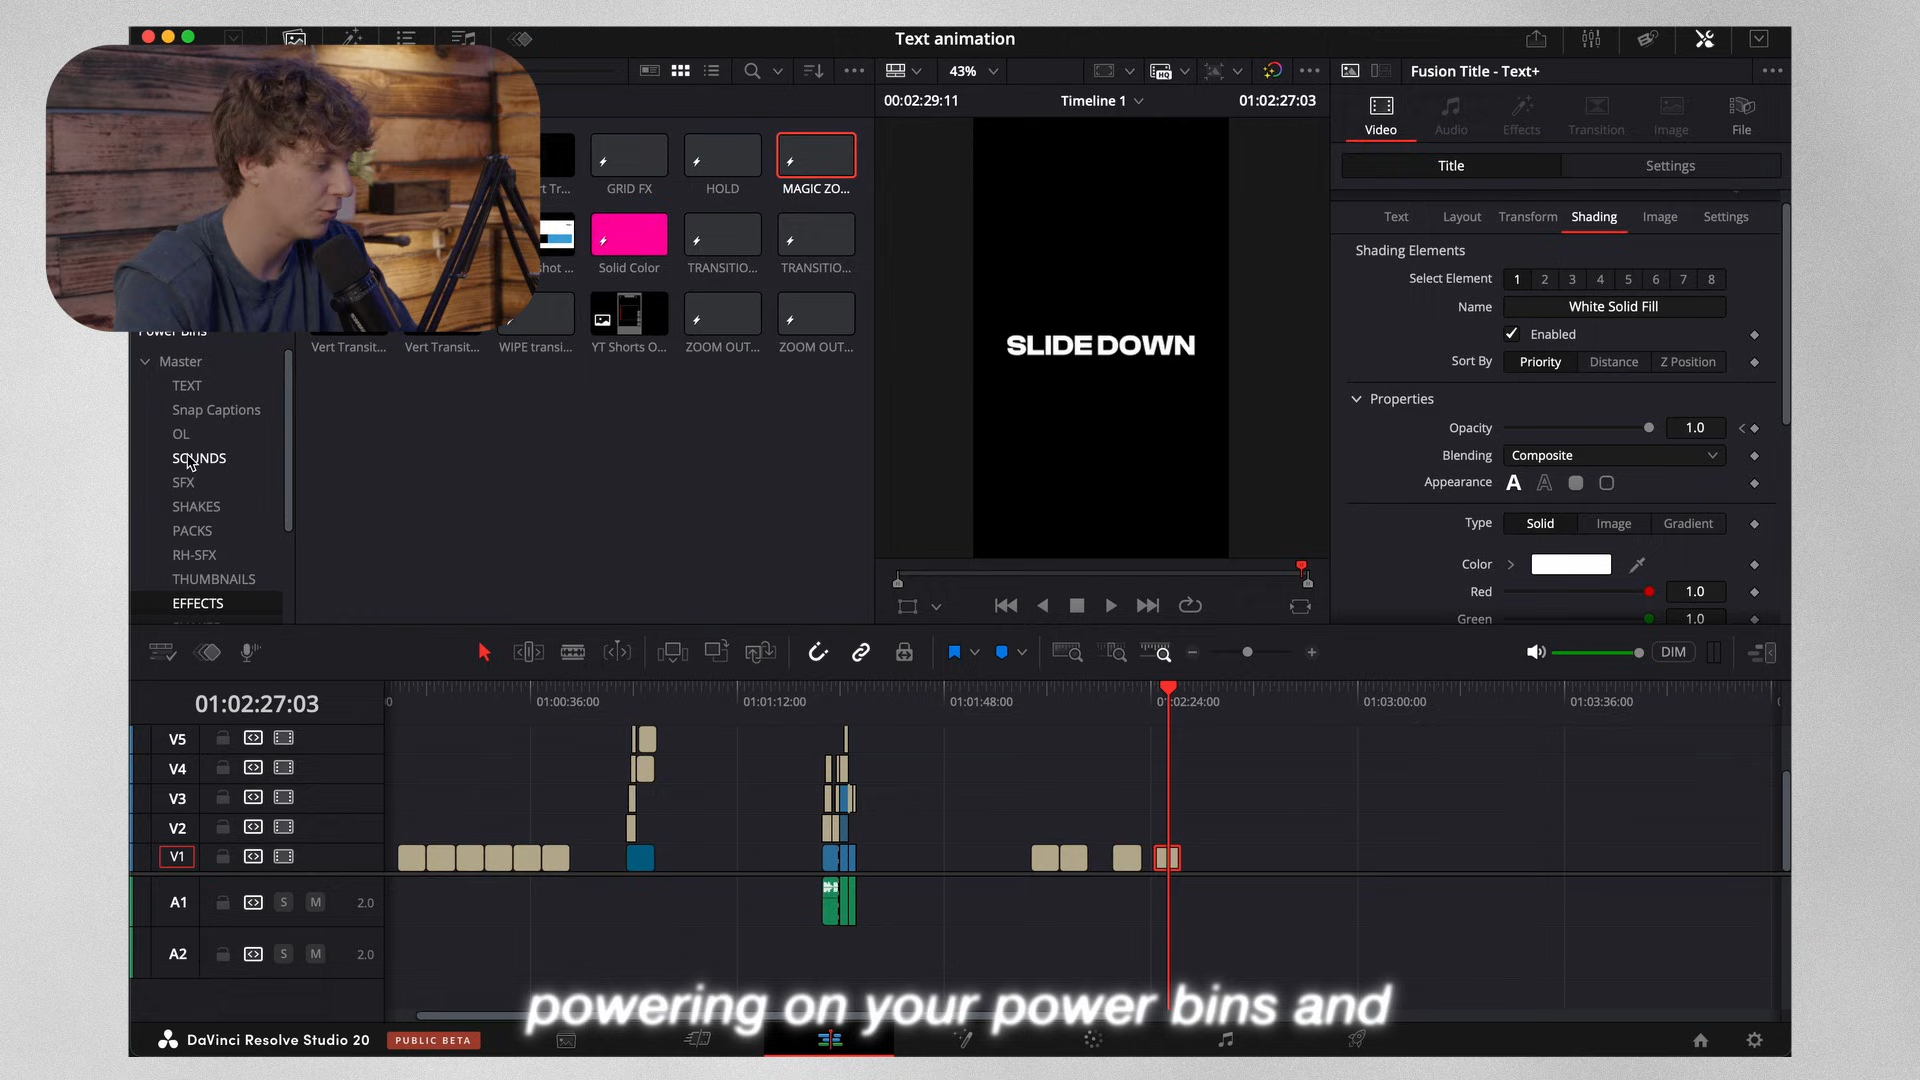 Text animation
43%
00:02:29:11
Timeline 1
01:02:27:03
Fusion Title - Text+
Video
Audio
Effects
Transition
Image
File
Title
Settings
Text
Layout
Transform
Shading
Image
Settings
Shading Elements
Select Element
1 2 3 4 5 6 7 8
Name
White Solid Fill
Enabled
Sort By
Priority
Distance
Z Position
Properties
Opacity
1.0
Blending
Composite
Appearance
Type
Solid
Image
Gradient
Color
Red
1.0
Green
1.0
GRID FX
HOLD
MAGIC ZO...
Solid Color
TRANSITIO...
TRANSITIO...
Vert Transit...
Vert Transit...
WIPE transi...
YT Shorts O...
ZOOM OUT...
ZOOM OUT...
Power Bins
Master
TEXT
Snap Captions
OL
SOUNDS
SFX
SHAKES
PACKS
RH-SFX
THUMBNAILS
EFFECTS
SLIDE DOWN
DIM
01:02:27:03
01:00:36:00
01:01:12:00
01:01:48:00
01:02:24:00
01:03:00:00
01:03:36:00
V5
V4
V3
V2
V1
A1
S
M
2.0
A2
S
M
2.0
powering on your power bins and
DaVinci Resolve Studio 20
PUBLIC BETA